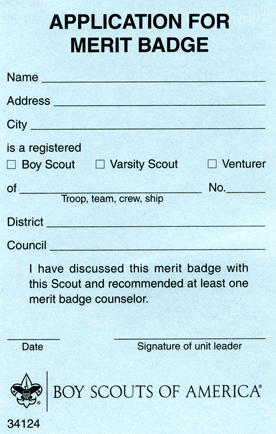 APPLICATION FOR
MERIT BADGE
Name
Address
City
is a registered
Boy Scout Varsity Scout Venturer
of No.
Troop, team, crew, ship
District
Council
I have discussed this merit badge with
this Scout and recommended at least one
merit badge counselor.
Date Signature of unit leader
BOY SCOUTS OF AMERICA®
34124